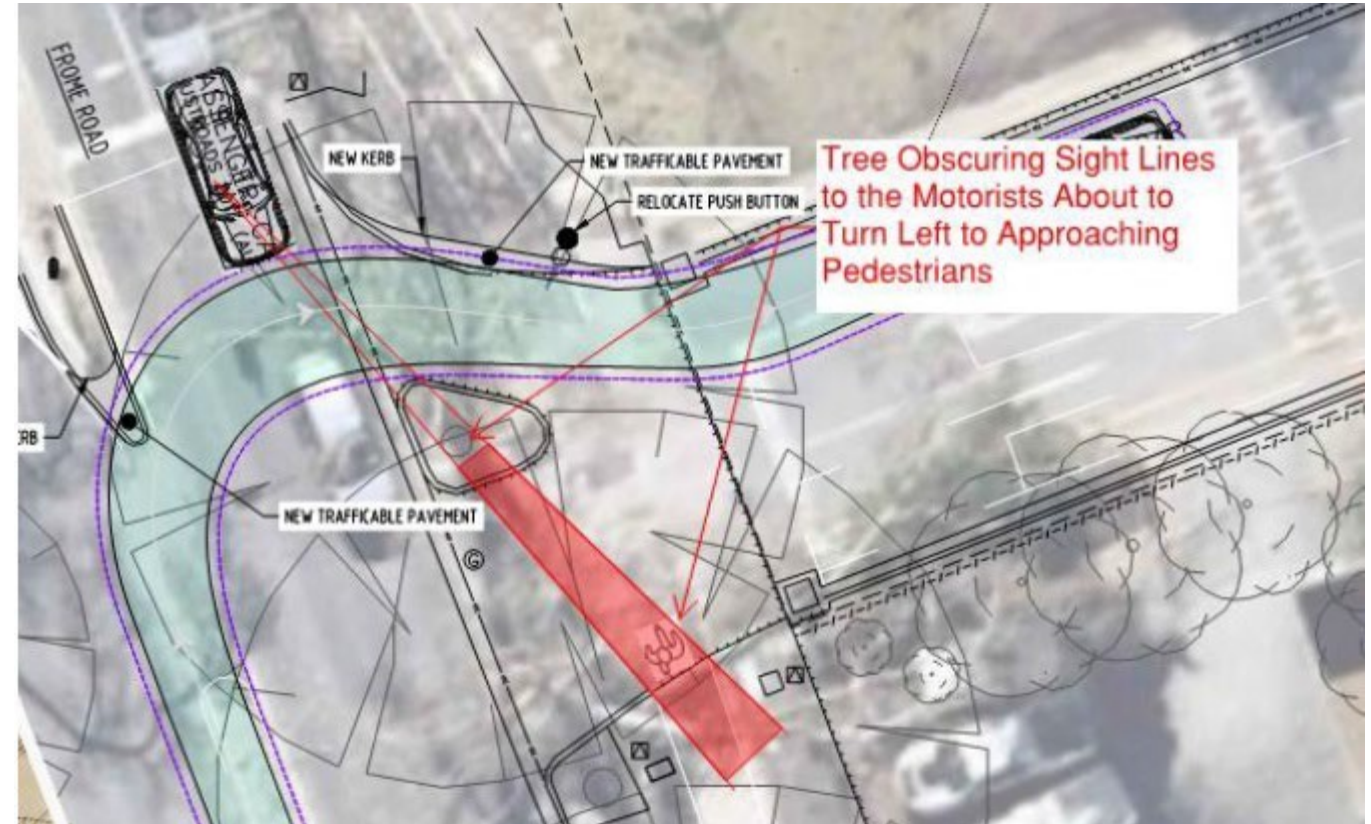 FROME ROAD
NEW KERB
NEW TRAFFICABLE PAVEMENT
RELOCATE PUSH BUTTON
Tree Obscuring Sight Lines
to the Motorists About to
Turn Left to Approaching
Pedestrians
ERB
NEW TRAFFICABLE PAVEMENT
G